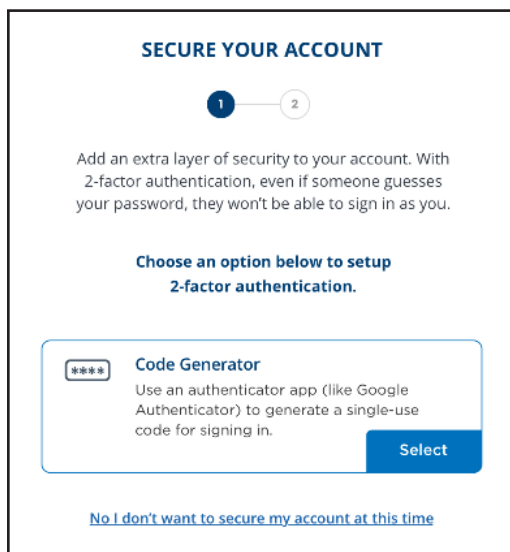 SECURE YOUR ACCOUNT
1 2
Add an extra layer of security to your account. With
2-factor authentication, even if someone guesses
your password, they won't be able to sign in as you.
Choose an option below to setup
2-factor authentication.
****
Code Generator
Use an authenticator app (like Google
Authenticator) to generate a single-use
code for signing in.
Select
No I don't want to secure my account at this time